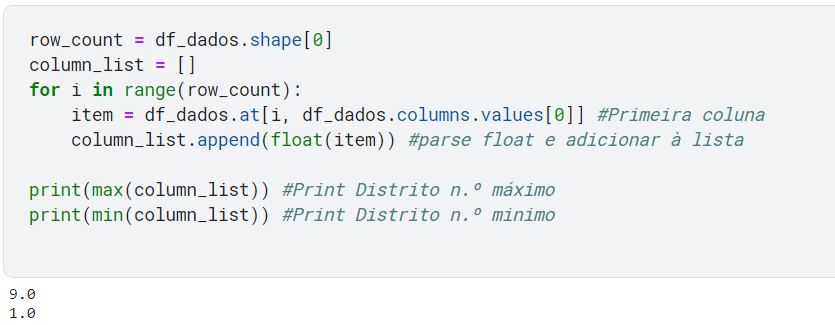 row_count = df_dados.shape[0]
column_list = []
for i in range(row_count):
    item = df_dados.at[i, df_dados.columns.values[0]] #Primeira coluna
    column_list.append(float(item)) #parse float e adicionar à lista

print(max(column_list)) #Print Distrito n.º máximo
print(min(column_list)) #Print Distrito n.º minimo
9.0
1.0